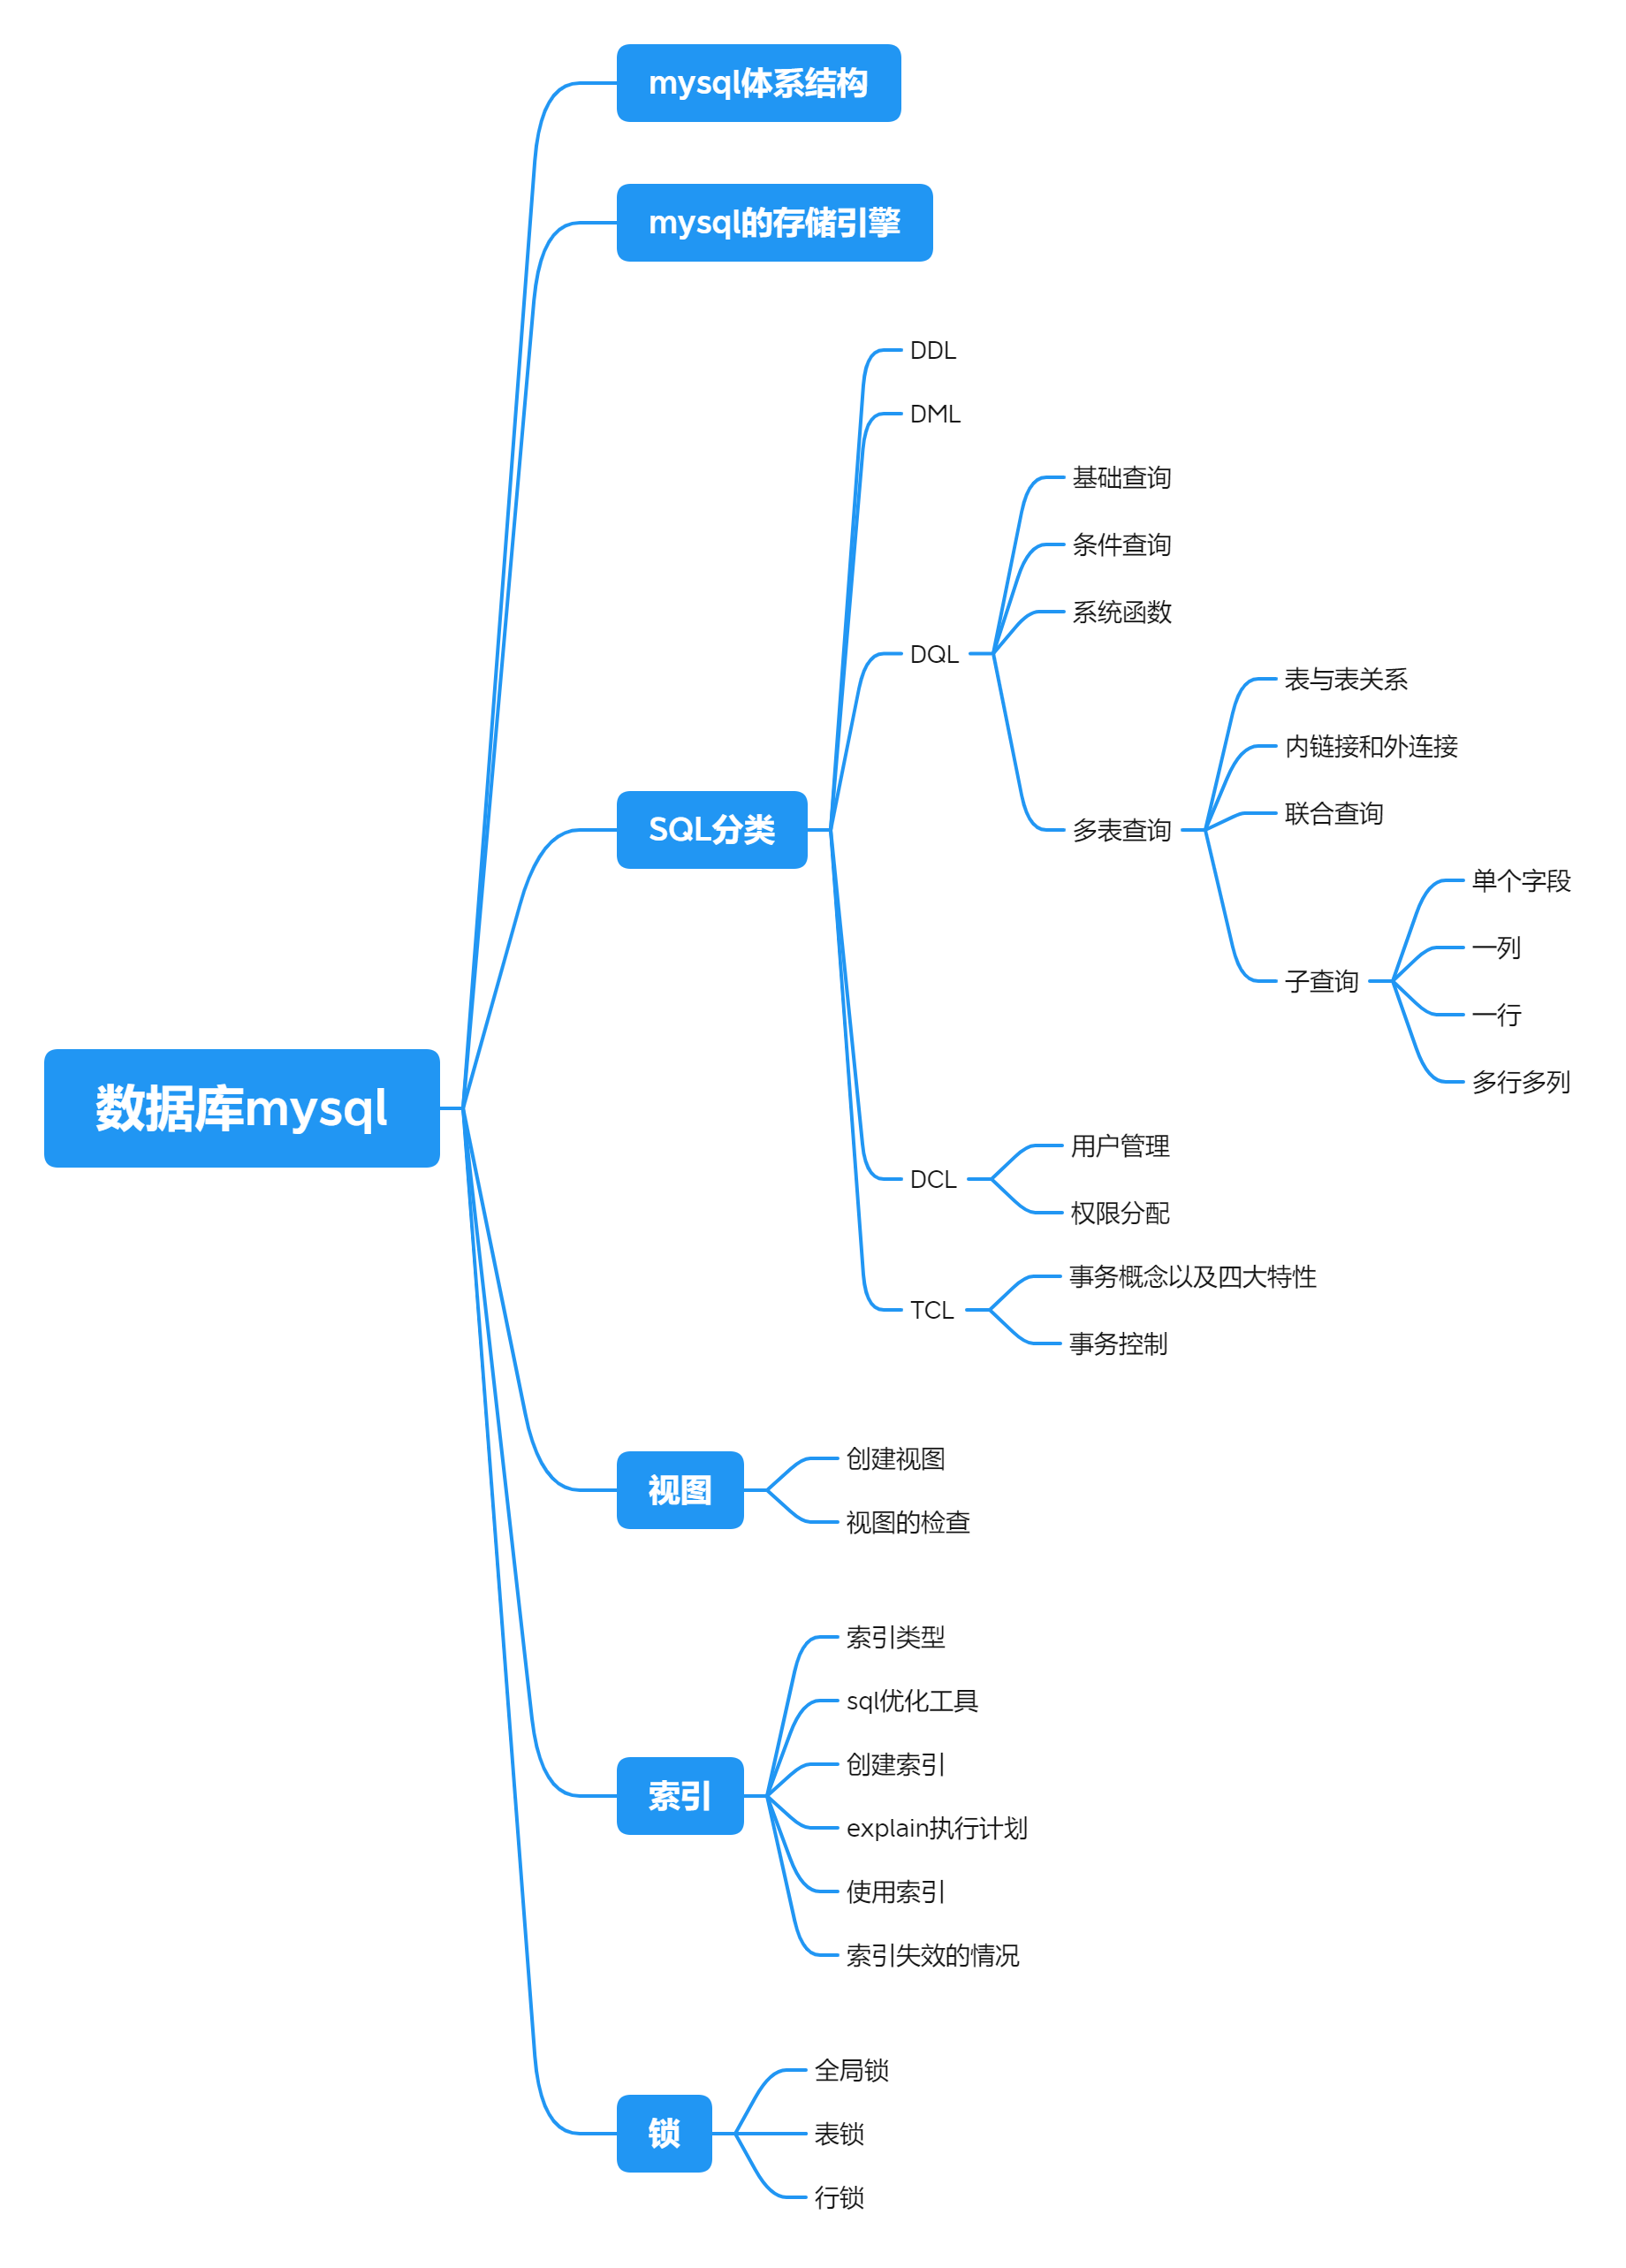 mysql体系结构
mysql的存储引擎
DDL
DML
基础查询
条件查询
系统函数
DQL
表与表关系
内链接和外连接
联合查询
多表查询
SQL分类
单个字段
一列
子查询
一行
多行多列
数据库mysql
用户管理
DCL
权限分配
事务概念以及四大特性
TCL
事务控制
创建视图
视图
视图的检查
索引类型
sql优化工具
创建索引
索引
explain执行计划
使用索引
索引失效的情况
全局锁
锁
表锁
行锁